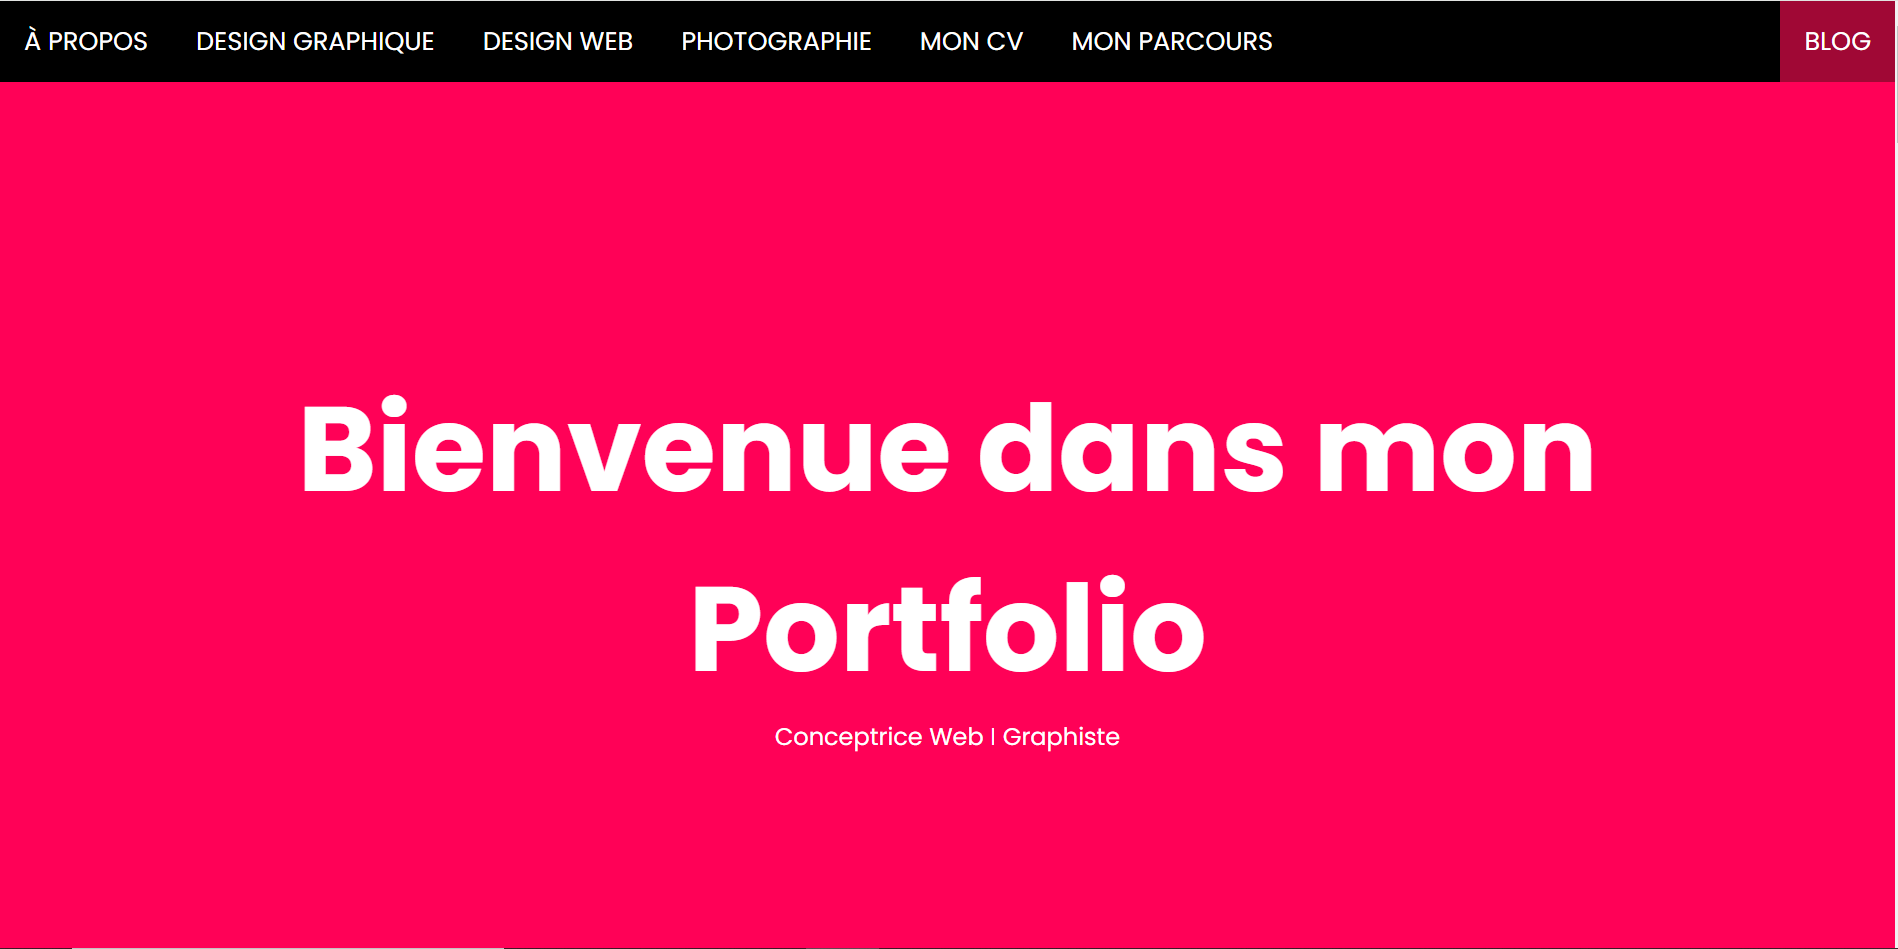 À PROPOS DESIGN GRAPHIQUE DESIGN WEB PHOTOGRAPHIE MON CV MON PARCOURS BLOG
Bienvenue dans mon
Portfolio
Conceptrice Web | Graphiste